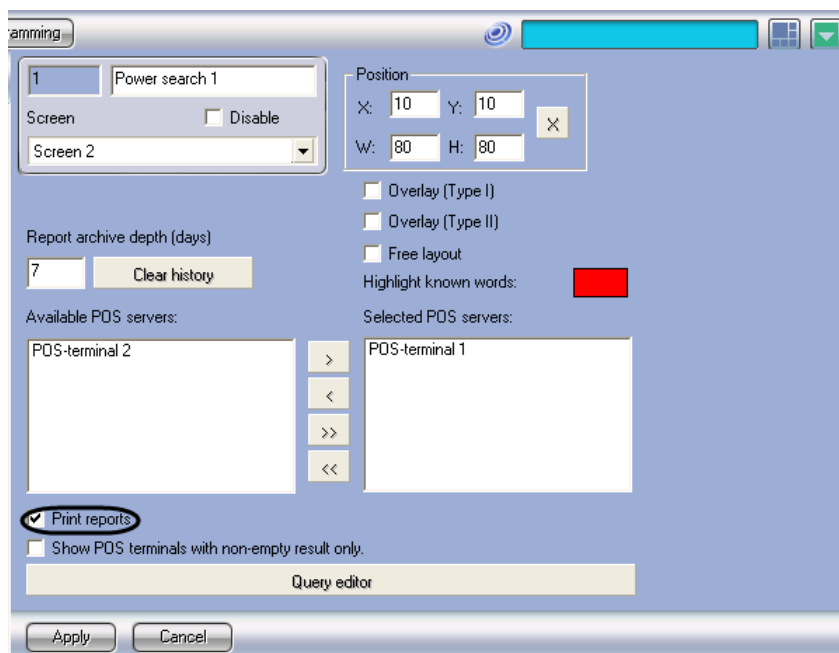 amming
1 Power search 1
Screen Disable
Screen 2
Position
X: 10 Y: 10
X
W: 80 H: 80
Overlay (Type I)
Overlay (Type II)
Free layout
Report archive depth (days)
7 Clear history
Highlight known words:
Available POS servers:
POS-terminal 2
>
<
>>
<<
Selected POS servers:
POS-terminal 1
Print reports
Show POS terminals with non-empty result only.
Query editor
Apply Cancel